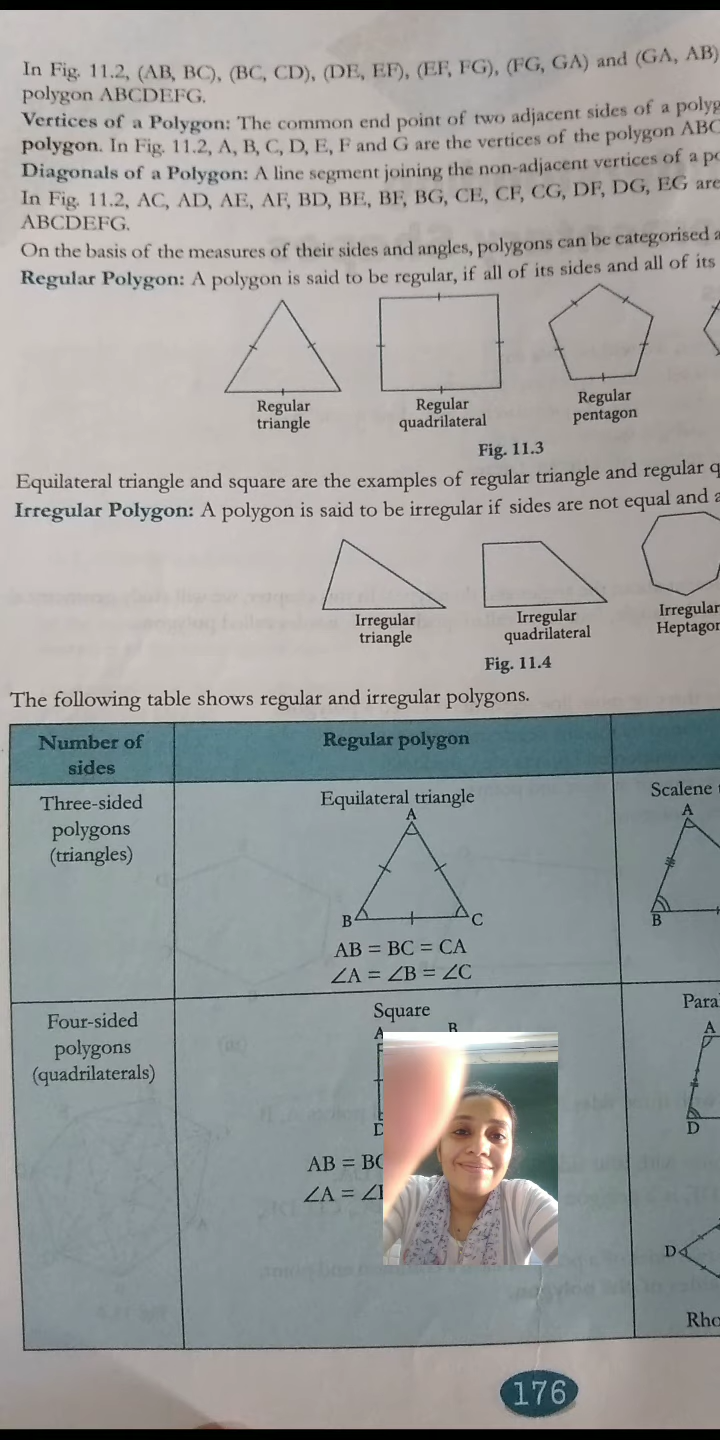 In Fig. 11.2, (AB, BC), (BC, CD), (DE, EF), (EF, FG), (FG, GA) and (GA, AB)
polygon ABCDEFG.
Vertices of a Polygon: The common end point of two adjacent sides of a polyg
polygon. In Fig. 11.2, A, B, C, D, E, F and G are the vertices of the polygon ABC
Diagonals of a Polygon: A line segment joining the non-adjacent vertices of a po
In Fig. 11.2, AC, AD, AE, AF, BD, BE, BF, BG, CE, CF, CG, DF, DG, EG are
ABCDEFG.
On the basis of the measures of their sides and angles, polygons can be categorised a
Regular Polygon: A polygon is said to be regular, if all of its sides and all of its
Regular triangle
Regular quadrilateral
Regular pentagon
Fig. 11.3
Equilateral triangle and square are the examples of regular triangle and regular q
Irregular Polygon: A polygon is said to be irregular if sides are not equal and a
Irregular triangle
Irregular quadrilateral
Irregular Heptagon
Fig. 11.4
The following table shows regular and irregular polygons.
Number of sides
Regular polygon
Three-sided polygons (triangles)
Equilateral triangle
A
B
C
AB = BC = CA
∠A = ∠B = ∠C
Scalene
A
B
Four-sided polygons (quadrilaterals)
Square
A B
D
AB = BC
∠A = ∠
Para
A
D
D
Rho
176